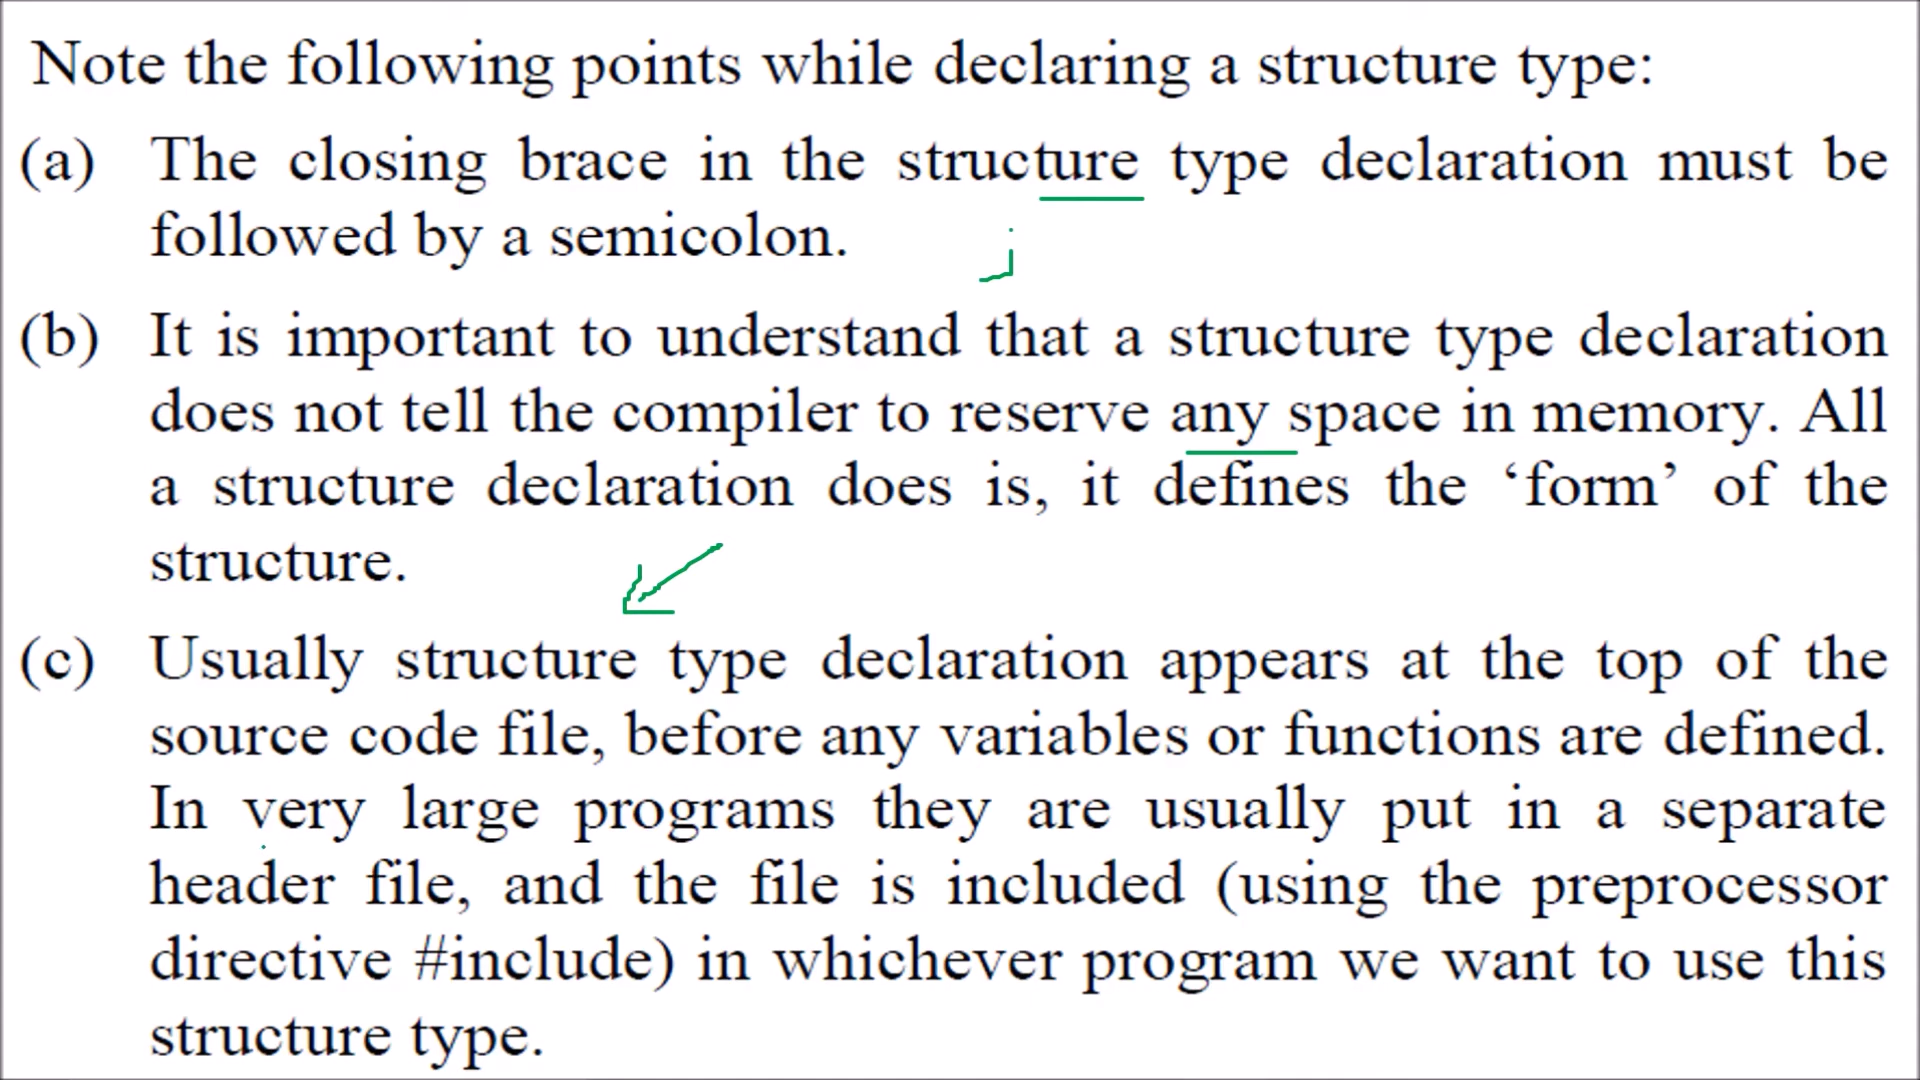 Note the following points while declaring a structure type:
(a) The closing brace in the structure type declaration must be
followed by a semicolon.
;
(b) It is important to understand that a structure type declaration
does not tell the compiler to reserve any space in memory. All
a structure declaration does is, it defines the ‘form’ of the
structure.
(c) Usually structure type declaration appears at the top of the
source code file, before any variables or functions are defined.
In very large programs they are usually put in a separate
header file, and the file is included (using the preprocessor
directive #include) in whichever program we want to use this
structure type.